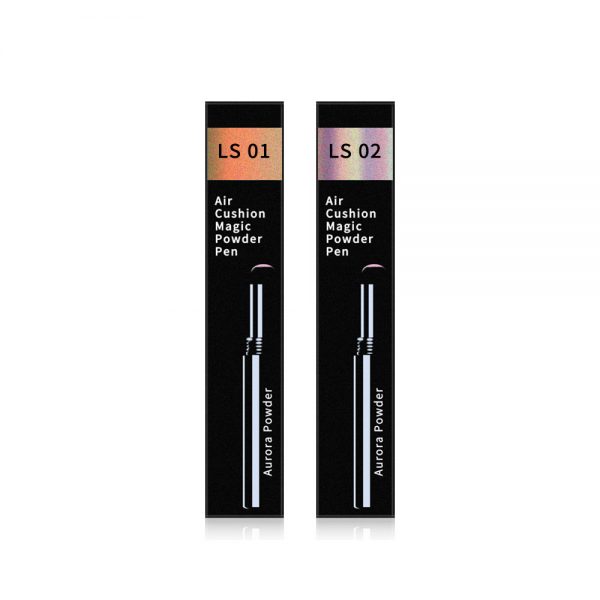 LS 01
Air
Cushion
Magic
Powder
Pen
Aurora Powder
LS 02
Air
Cushion
Magic
Powder
Pen
Aurora Powder